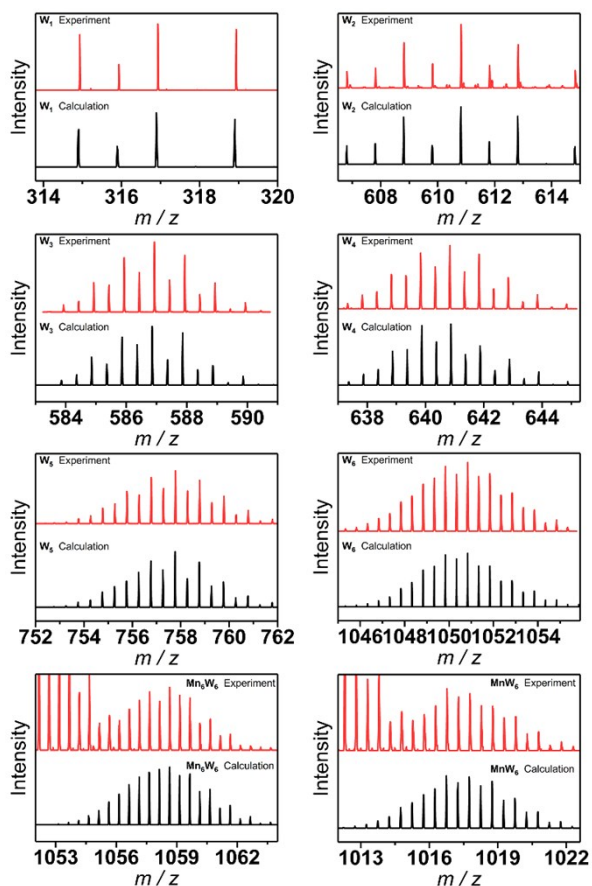 W1 Experiment
W1 Calculation
Intensity
314 316 318 320
m / z
W2 Experiment
W2 Calculation
Intensity
608 610 612 614
m / z
W3 Experiment
W3 Calculation
Intensity
584 586 588 590
m / z
W4 Experiment
W4 Calculation
Intensity
638 640 642 644
m / z
W5 Experiment
W5 Calculation
Intensity
752 754 756 758 760 762
m / z
W6 Experiment
W6 Calculation
Intensity
1046 1048 1050 1052 1054
m / z
Mn6W6 Experiment
Mn6W6 Calculation
Intensity
1053 1056 1059 1062
m / z
MnW6 Experiment
MnW6 Calculation
Intensity
1013 1016 1019 1022
m / z